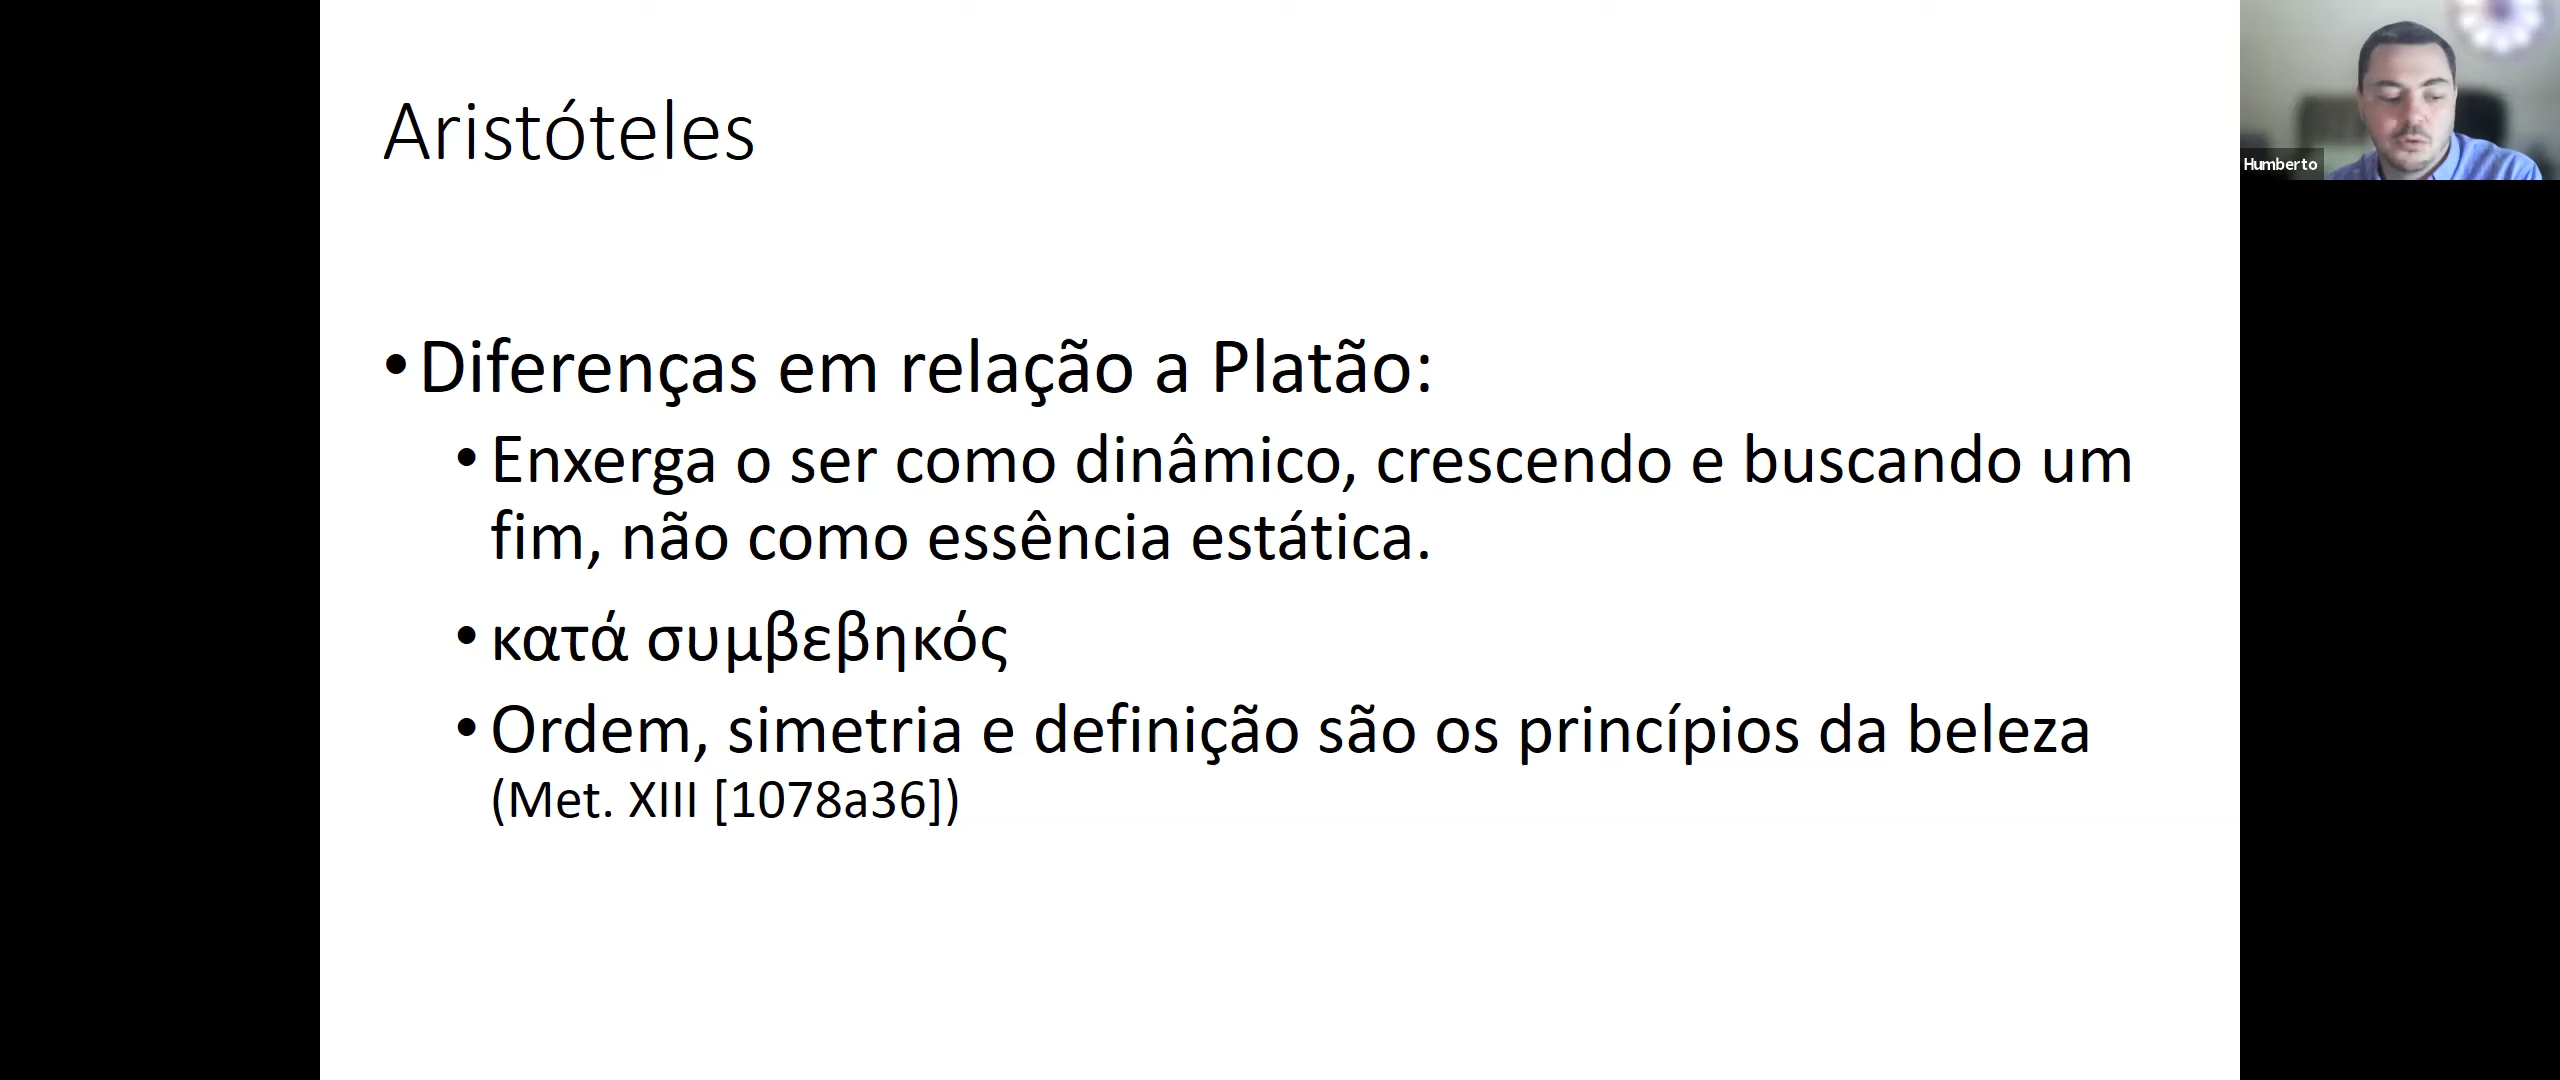 Aristóteles
Humberto
•Diferenças em relação a Platão:
•Enxerga o ser como dinâmico, crescendo e buscando um
fim, não como essência estática.
•κατά συμβεβηκός
•Ordem, simetria e definição são os princípios da beleza
(Met. XIII [1078a36])